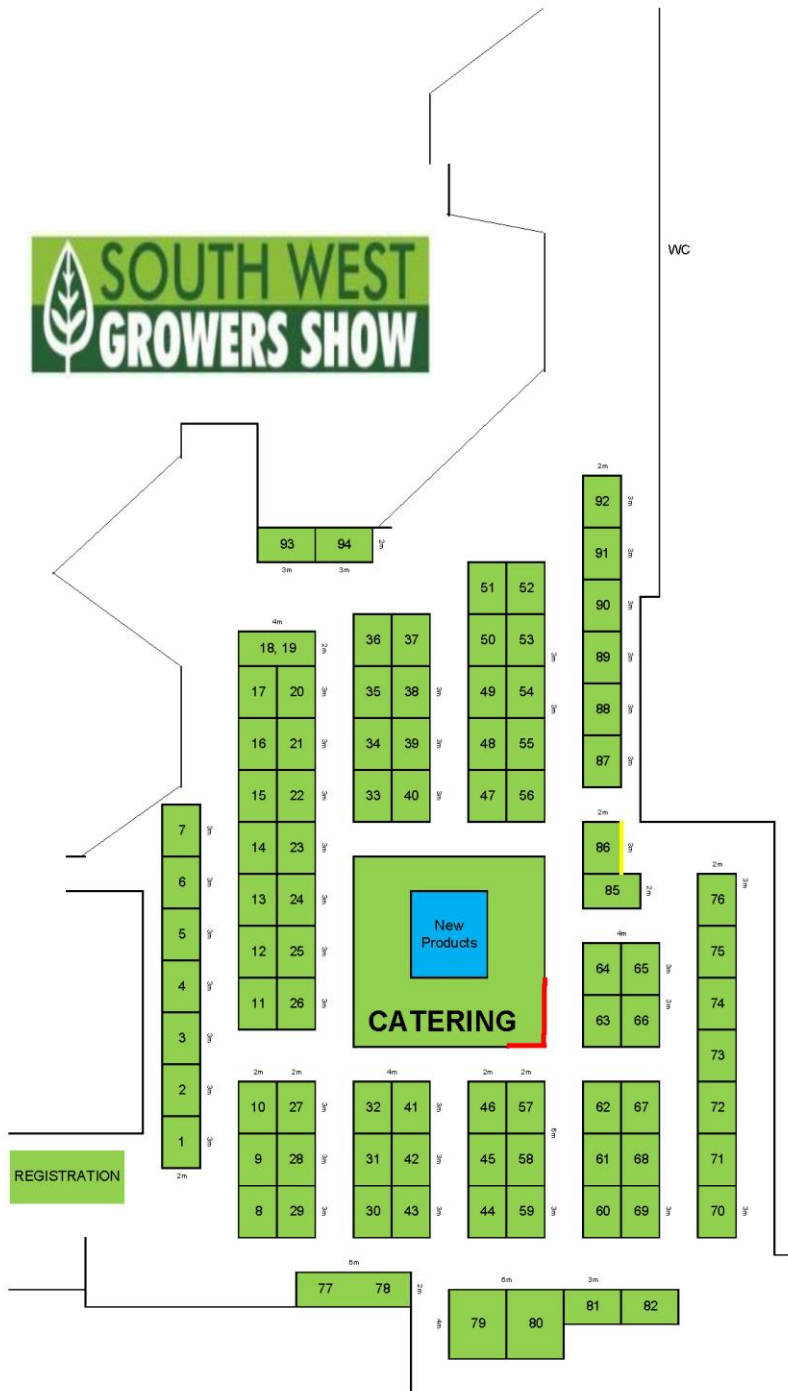 WC
SOUTH WEST
GROWERS SHOW
2m
92 3m
91 3m
93 94 2m
3m 3m
51 52
90 3m
4m
36 37
18, 19 2m
50 53 3m
89 3m
17 20 3m
35 38 3m
49 54 3m
88 3m
16 21 3m
34 39 3m
48 55
87 3m
15 22 3m
33 40 3m
47 56
2m
7 3m
14 23 3m
86 3m
2m 3m
6 3m
85 2m
76
13 24 3m
New
Products
5 3m
4m
12 25 3m
64 65 3m
75
4 3m
11 26 3m
CATERING
63 66 3m
74
3 3m
73
2m 2m 4m 2m 2m
2 3m
10 27 3m
32 41 3m
46 57
62 67
72
6m
1 3m
2m
REGISTRATION
9 28 3m
31 42 3m
45 58
61 68
71
8 29 3m
30 43 3m
44 59 3m
60 69 3m
70 3m
6m
77 78 2m
6m 3m
4m 79 80 81 82